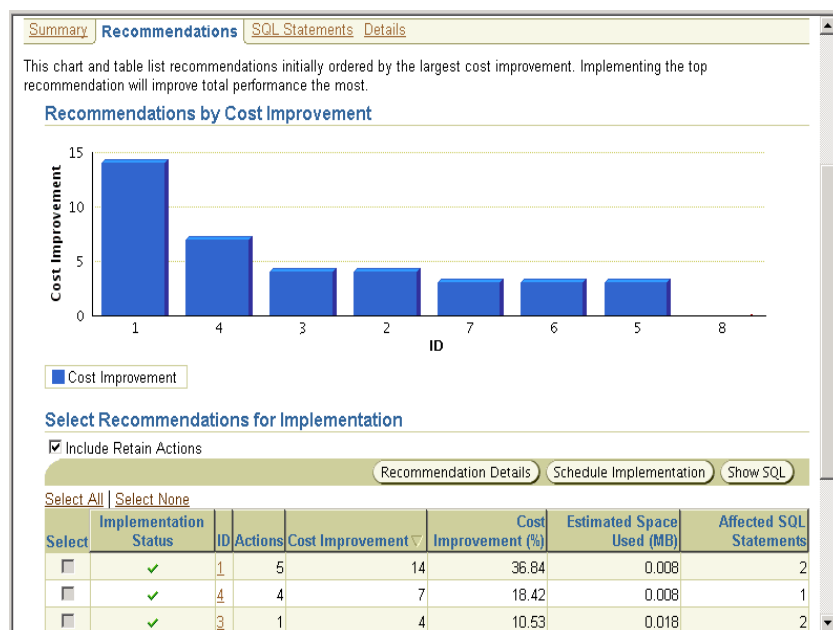 Summary Recommendations SQL Statements Details
This chart and table list recommendations initially ordered by the largest cost improvement. Implementing the top
recommendation will improve total performance the most.
Recommendations by Cost Improvement
15
10
5
0
Cost Improvement
1 4 3 2 7 6 5 8
ID
Cost Improvement
Select Recommendations for Implementation
Include Retain Actions
Recommendation Details Schedule Implementation Show SQL
Select All | Select None
Select Implementation Status ID Actions Cost Improvement Cost Improvement (%) Estimated Space Used (MB) Affected SQL Statements
1 5 14 36.84 0.008 2
4 4 7 18.42 0.008 1
3 1 4 10.53 0.018 2